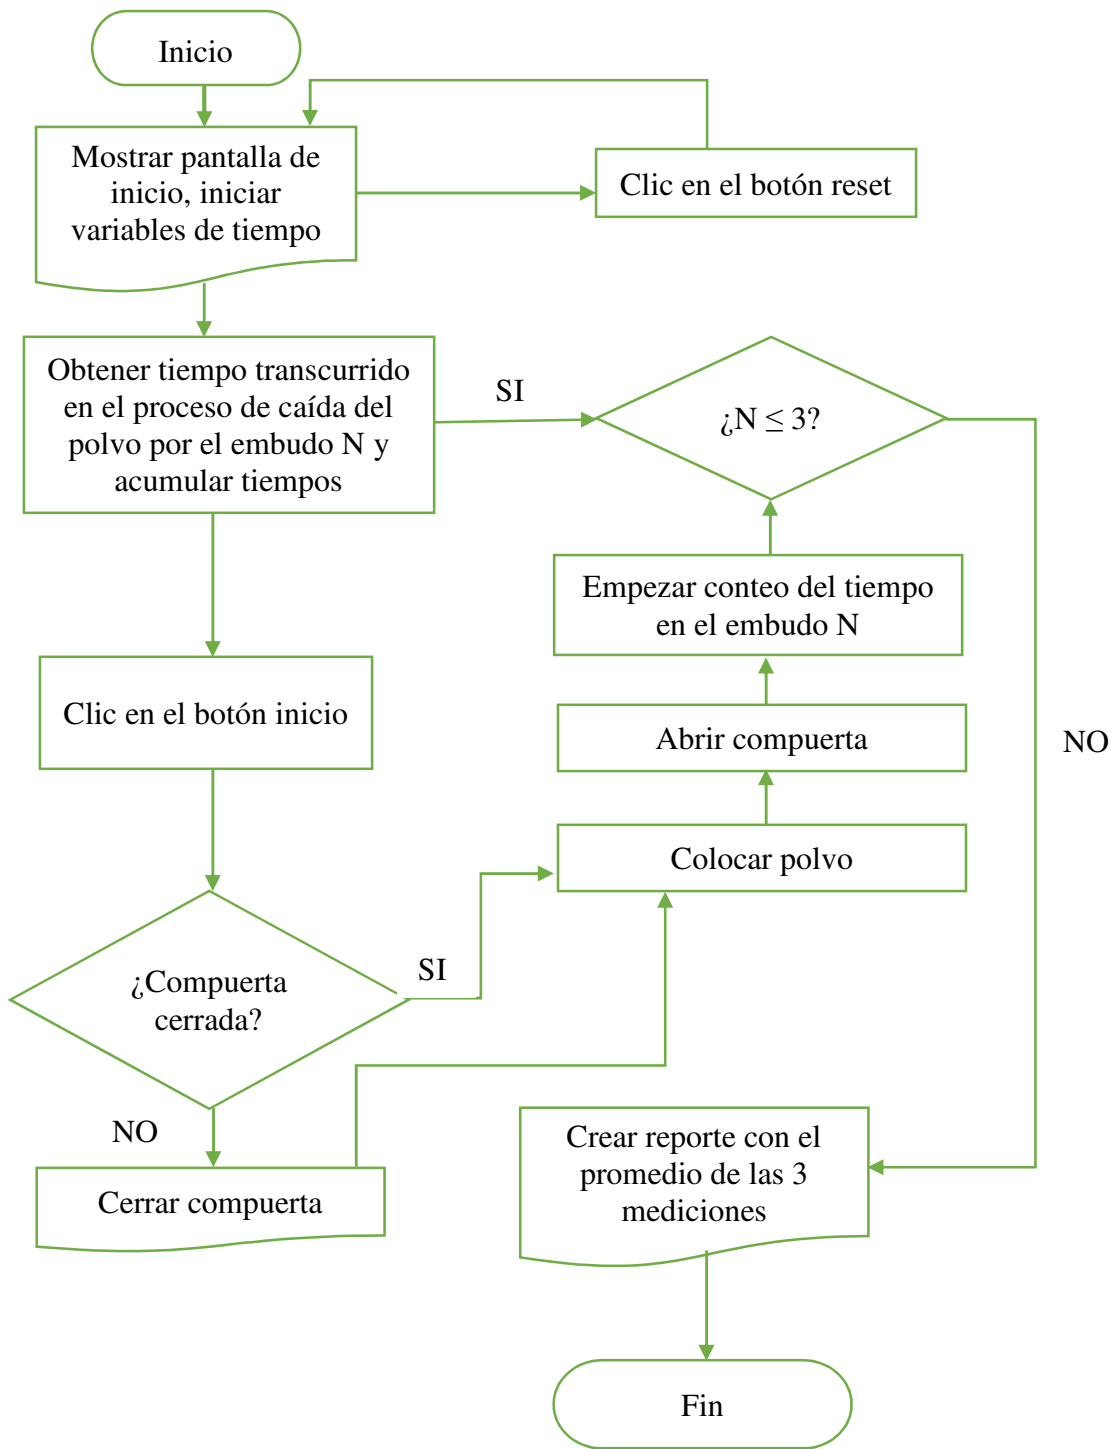 Inicio
Mostrar pantalla de
inicio, iniciar
variables de tiempo
Clic en el botón reset
Obtener tiempo transcurrido
en el proceso de caída del
polvo por el embudo N y
acumular tiempos
SI
¿N ≤ 3?
Empezar conteo del tiempo
en el embudo N
Clic en el botón inicio
Abrir compuerta
NO
Colocar polvo
¿Compuerta
cerrada?
SI
NO
Cerrar compuerta
Crear reporte con el
promedio de las 3
mediciones
Fin